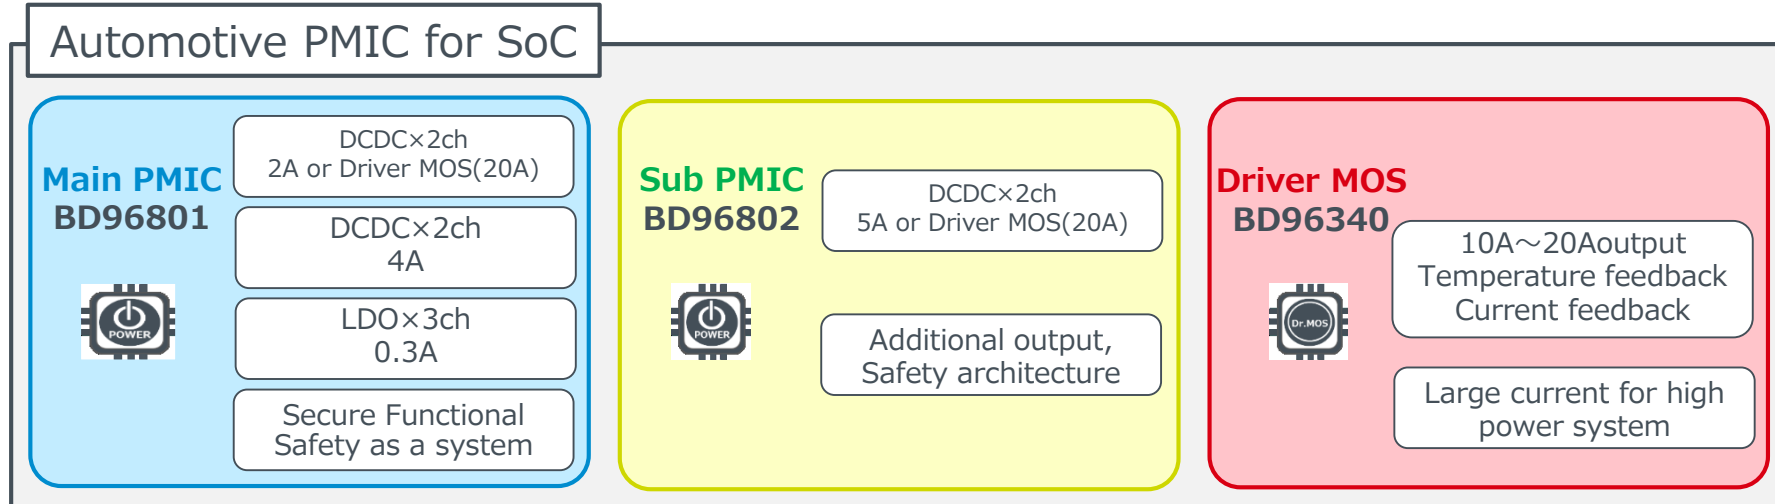 Automotive PMIC for SoC
Main PMIC
BD96801
POWER
DCDC×2ch
2A or Driver MOS(20A)
DCDC×2ch
4A
LDO×3ch
0.3A
Secure Functional
Safety as a system
Sub PMIC
BD96802
POWER
DCDC×2ch
5A or Driver MOS(20A)
Additional output,
Safety architecture
Driver MOS
BD96340
Dr.MOS
10A～20Aoutput
Temperature feedback
Current feedback
Large current for high
power system